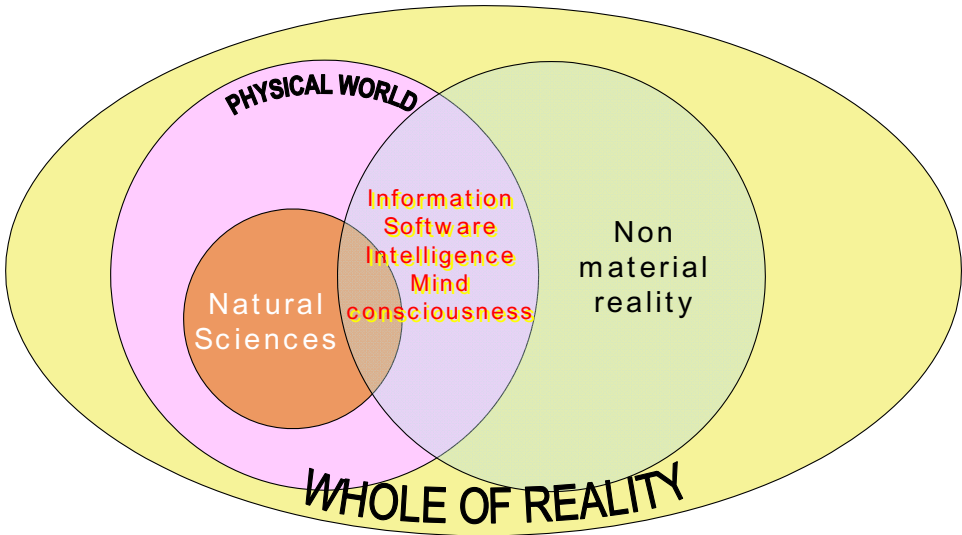 PHYSICAL WORLD
Information
Software
Intelligence
Mind
consciousness
Non
material
reality
Natural
Sciences
WHOLE OF REALITY